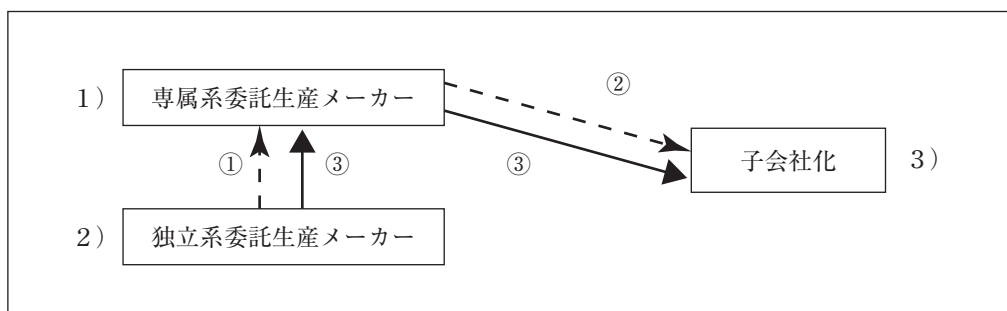 ②
1) 専属系委託生産メーカー
① ③ ③ 子会社化 3)
2) 独立系委託生産メーカー